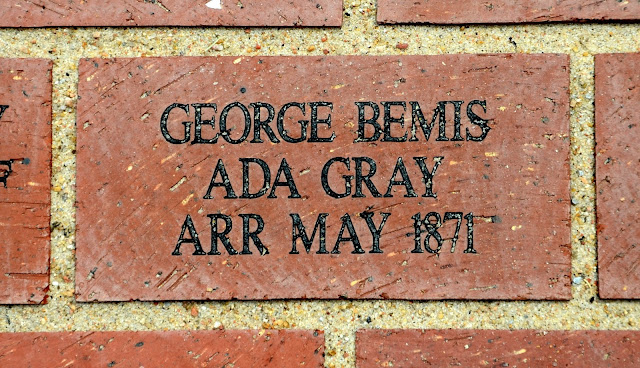 GEORGE BEMIS
ADA GRAY
ARR MAY 1871